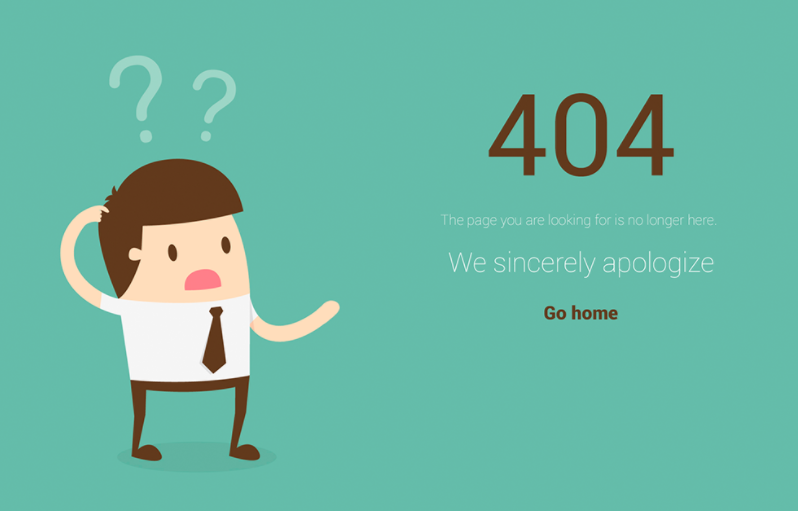 ? ?
404
The page you are looking for is no longer here.
We sincerely apologize
Go home